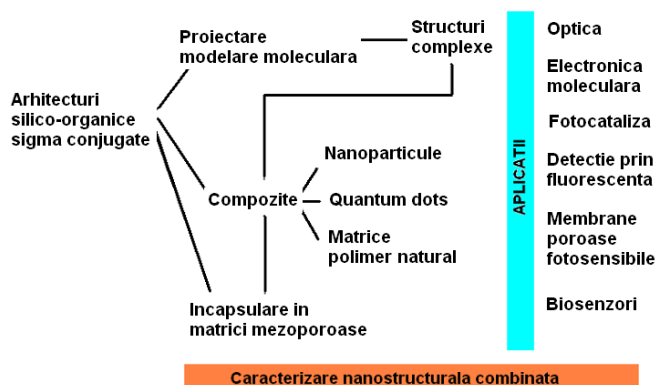 Proiectare
modelare moleculara
Structuri
complexe
Arhitecturi
silico-organice
sigma conjugate
Nanoparticule
Compozite
Quantum dots
Matrice
polimer natural
Incapsulare in
matrici mezoporoase
APLICATII
Optica
Electronica
moleculara
Fotocataliza
Detectie prin
fluorescenta
Membrane
poroase
fotosensibile
Biosenzori
Caracterizare nanostructurala combinata